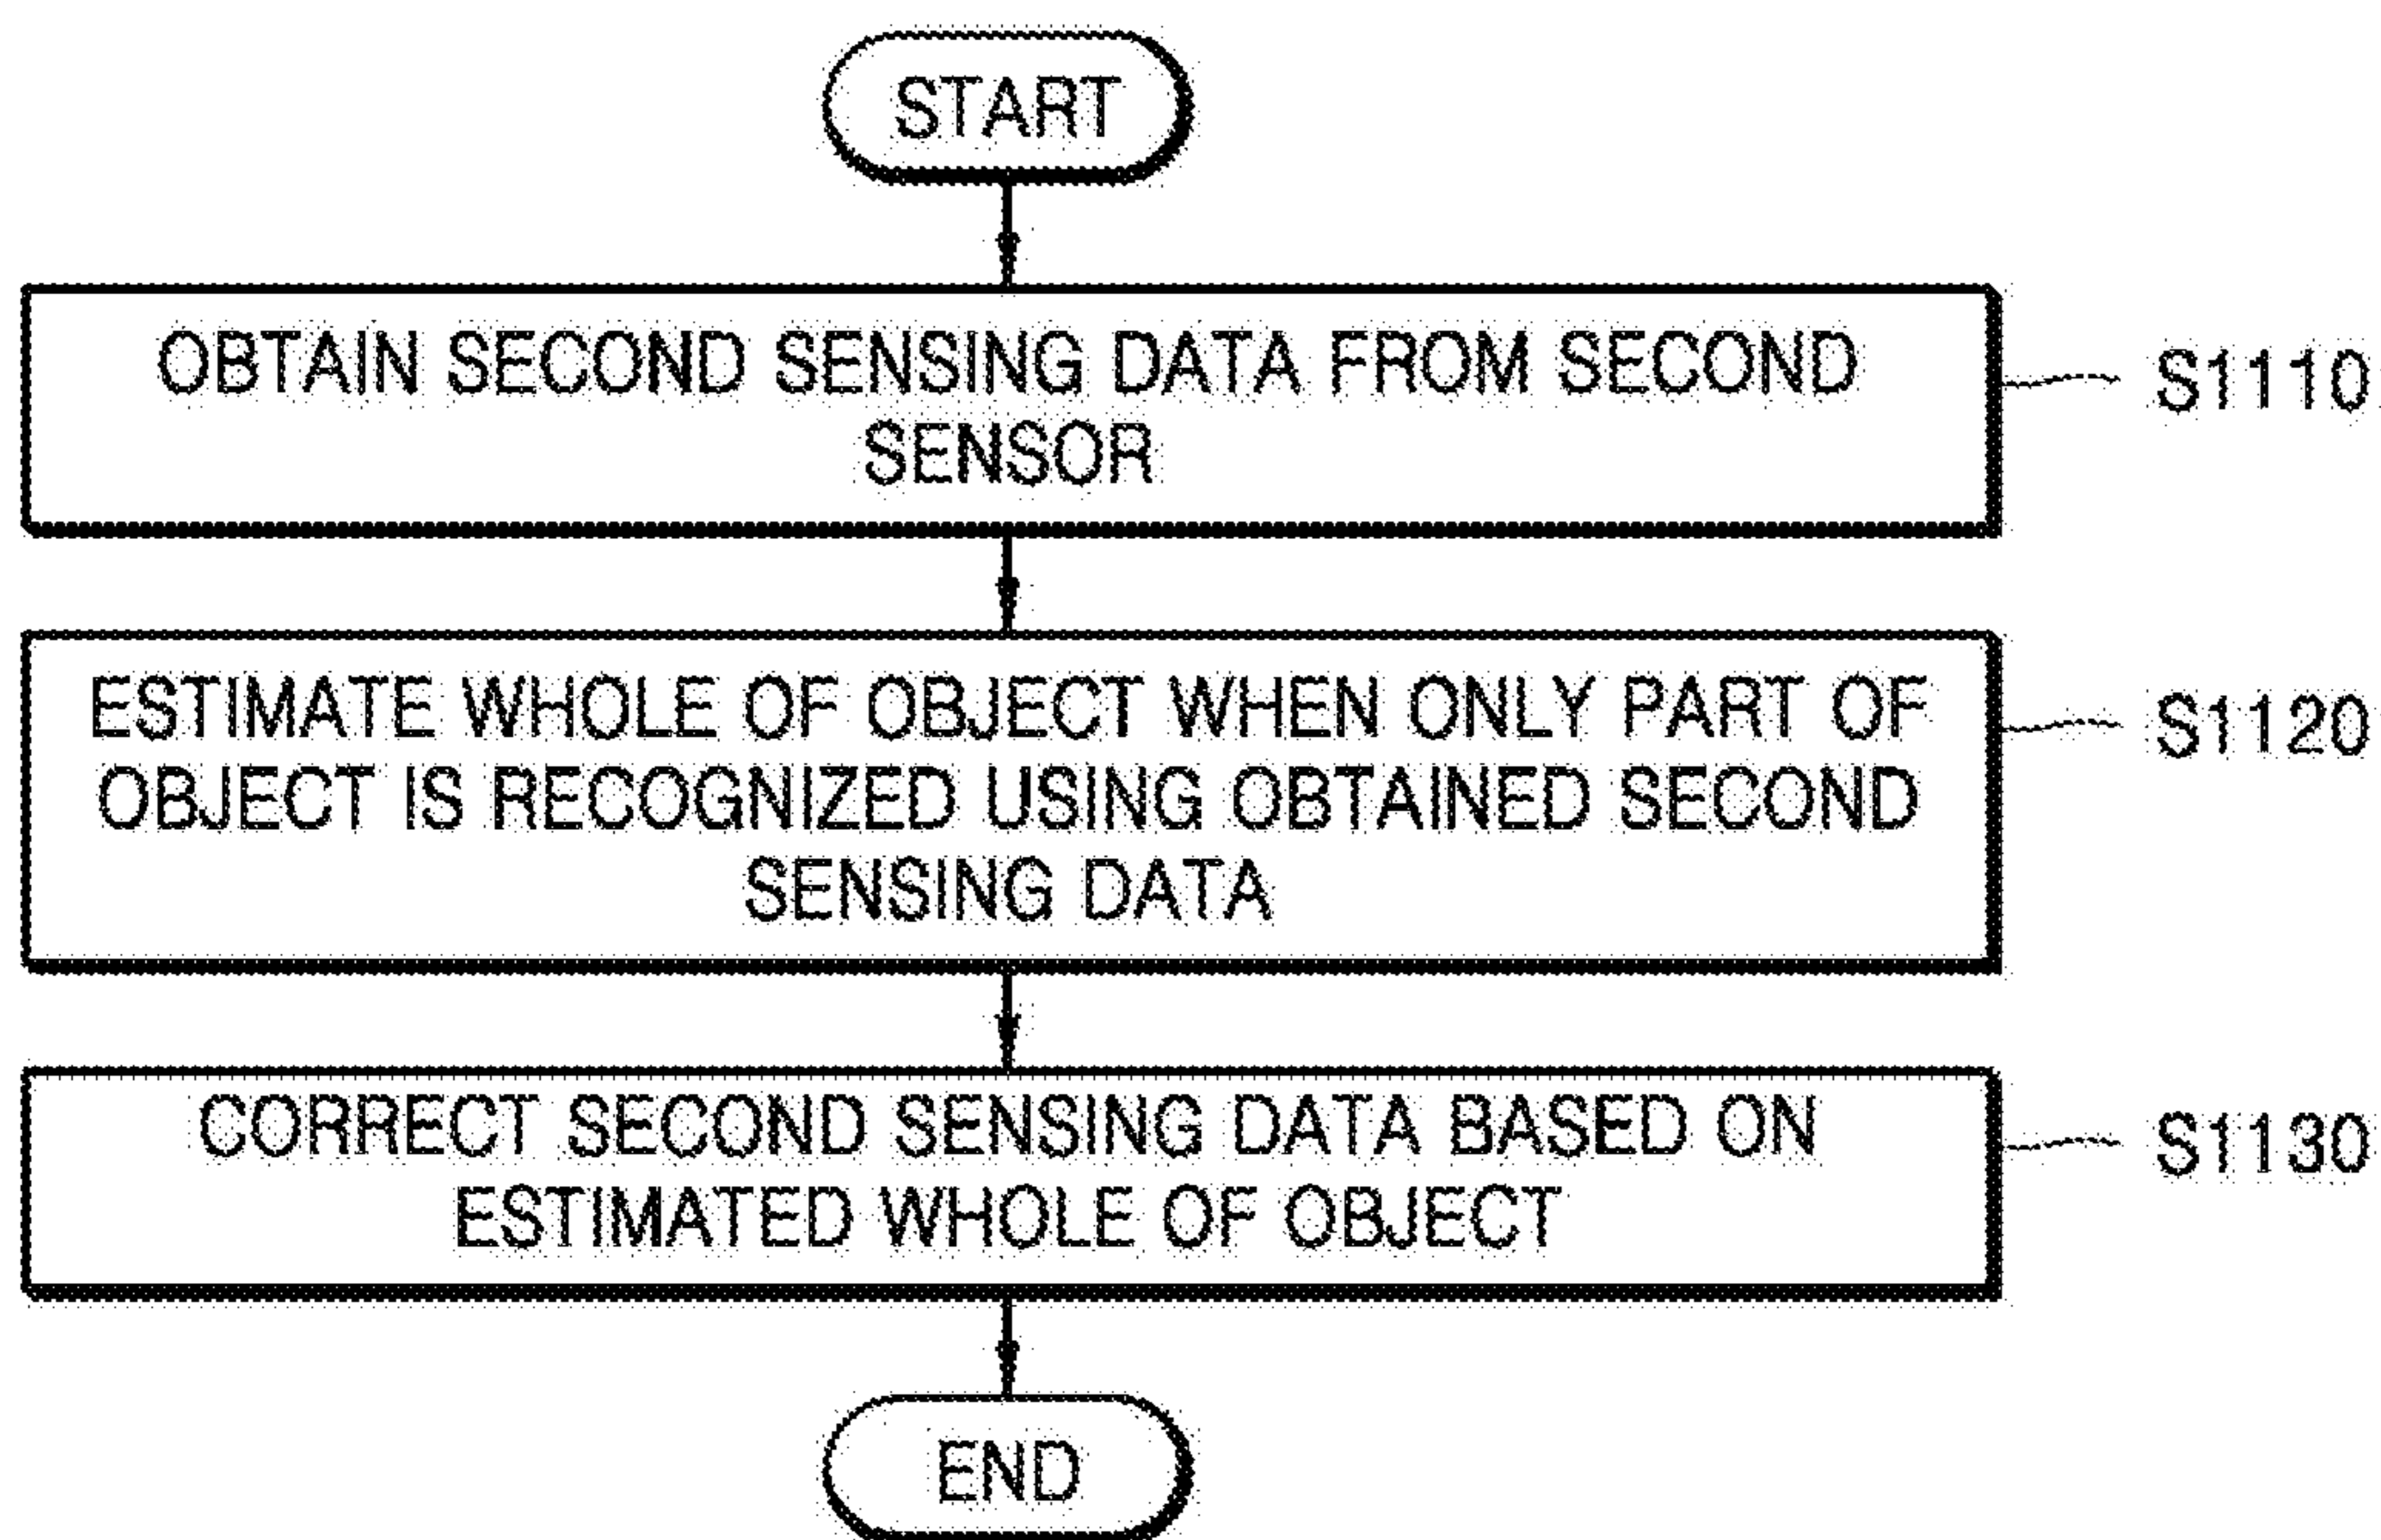 START
OBTAIN SECOND SENSING DATA FROM SECOND
SENSOR
S1110
ESTIMATE WHOLE OF OBJECT WHEN ONLY PART OF
OBJECT IS RECOGNIZED USING OBTAINED SECOND
SENSING DATA
S1120
CORRECT SECOND SENSING DATA BASED ON
ESTIMATED WHOLE OF OBJECT
S1130
END